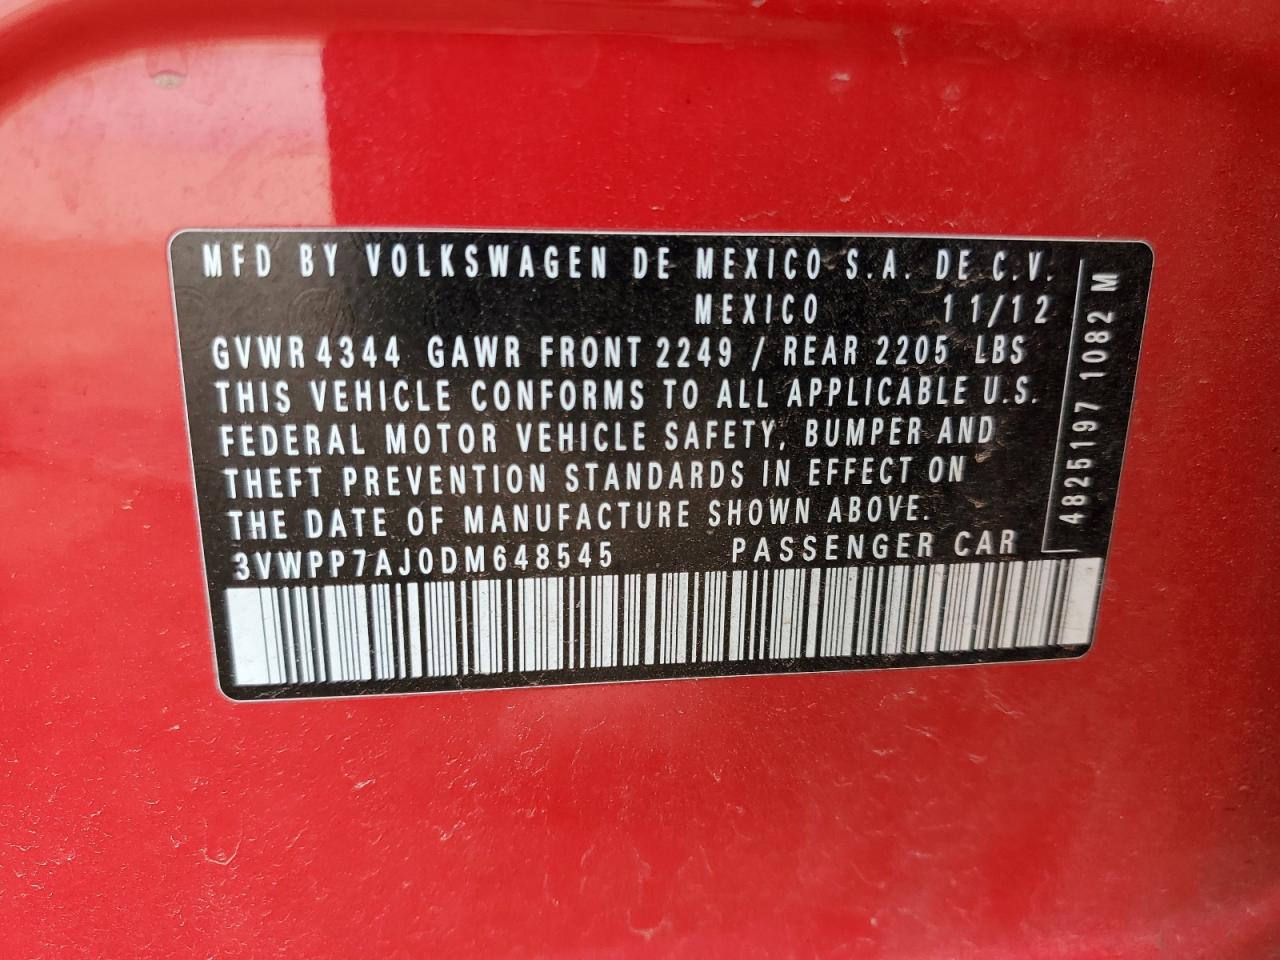 MFD BY VOLKSWAGEN DE MEXICO S.A. DE C.V.
MEXICO 11/12
GVWR 4344 GAWR FRONT 2249 / REAR 2205 LBS
THIS VEHICLE CONFORMS TO ALL APPLICABLE U.S.
FEDERAL MOTOR VEHICLE SAFETY, BUMPER AND
THEFT PREVENTION STANDARDS IN EFFECT ON
THE DATE OF MANUFACTURE SHOWN ABOVE.
3VWPP7AJ0DM648545 PASSENGER CAR
4825197 1082 M